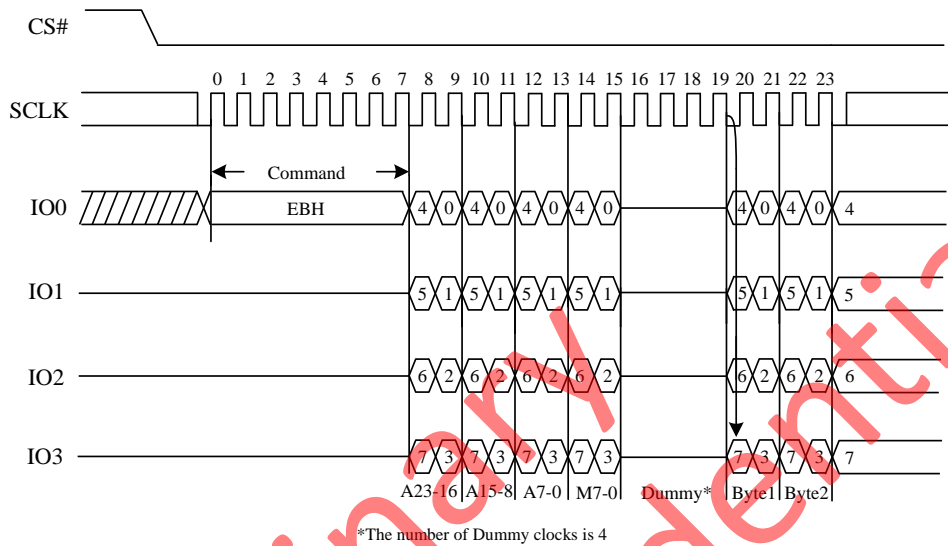 CS#
0 1 2 3 4 5 6 7 8 9 10 11 12 13 14 15 16 17 18 19 20 21 22 23
SCLK
Command
IO0 EBH 4 0 4 0 4 0 4 0 4 0 4 0 4
IO1 5 1 5 1 5 1 5 1 5 1 5 1 5
IO2 6 2 6 2 6 2 6 2 6 2 6 2 6
IO3 7 3 7 3 7 3 7 3 7 3 7 3 7
A23-16 A15-8 A7-0 M7-0 Dummy* Byte1 Byte2
*The number of Dummy clocks is 4